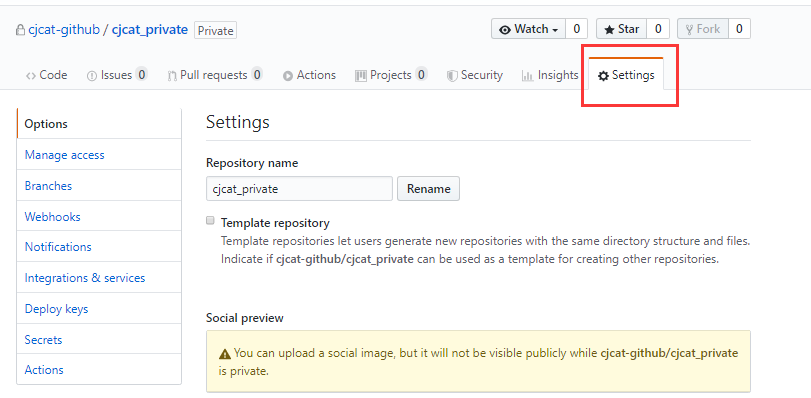 cjcat-github / cjcat_private Private Watch 0 Star 0 Fork 0
Code Issues 0 Pull requests 0 Actions Projects 0 Security Insights Settings
Options
Manage access
Branches
Webhooks
Notifications
Integrations & services
Deploy keys
Secrets
Actions
Settings
Repository name
cjcat_private Rename
Template repository
Template repositories let users generate new repositories with the same directory structure and files.
Indicate if cjcat-github/cjcat_private can be used as a template for creating other repositories.
Social preview
You can upload a social image, but it will not be visible publicly while cjcat-github/cjcat_private
is private.